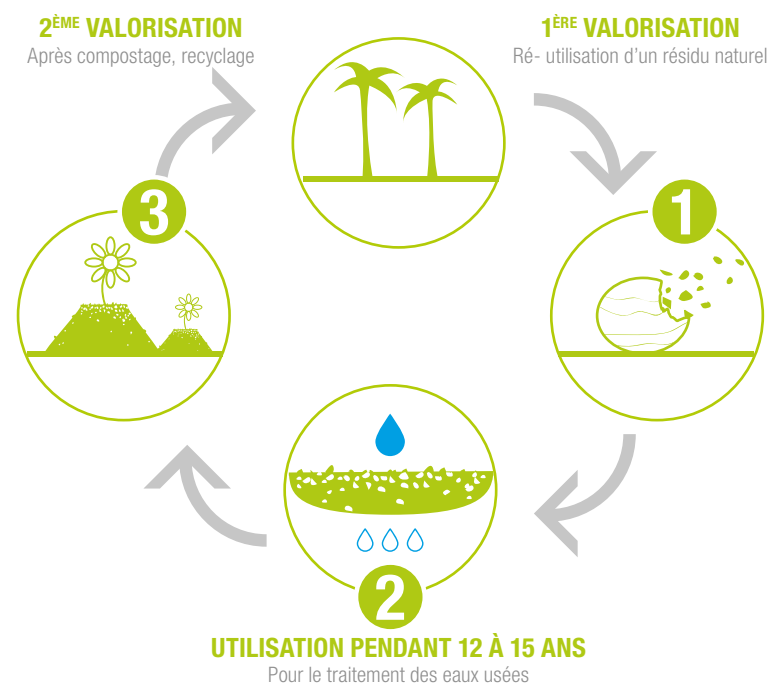 2ÈME VALORISATION
Après compostage, recyclage
1ÈRE VALORISATION
Ré- utilisation d'un résidu naturel
3
1
2
UTILISATION PENDANT 12 À 15 ANS
Pour le traitement des eaux usées